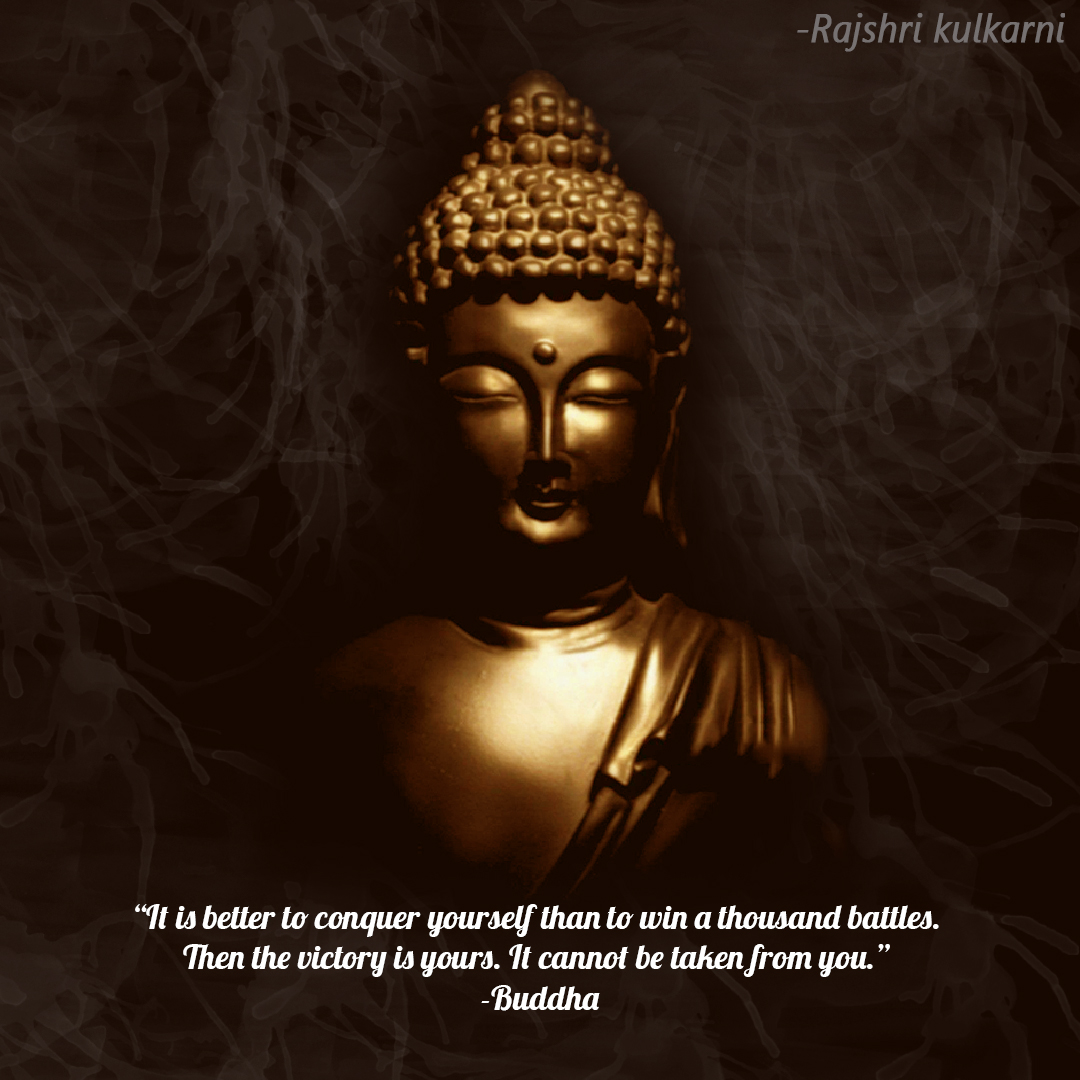 -Rajshri kulkarni
“It is better to conquer yourself than to win a thousand battles.
Then the victory is yours. It cannot be taken from you.”
-Buddha